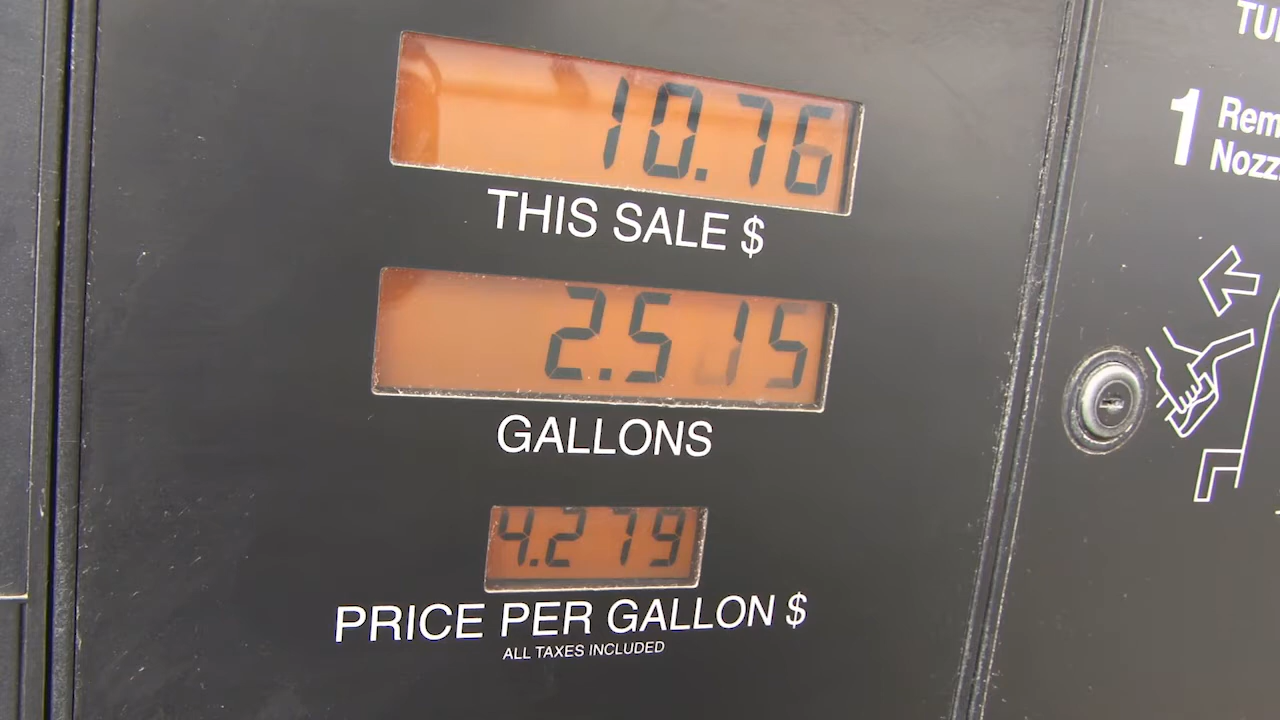 10.76
THIS SALE $
2.515
GALLONS
4.279
PRICE PER GALLON $
ALL TAXES INCLUDED
1